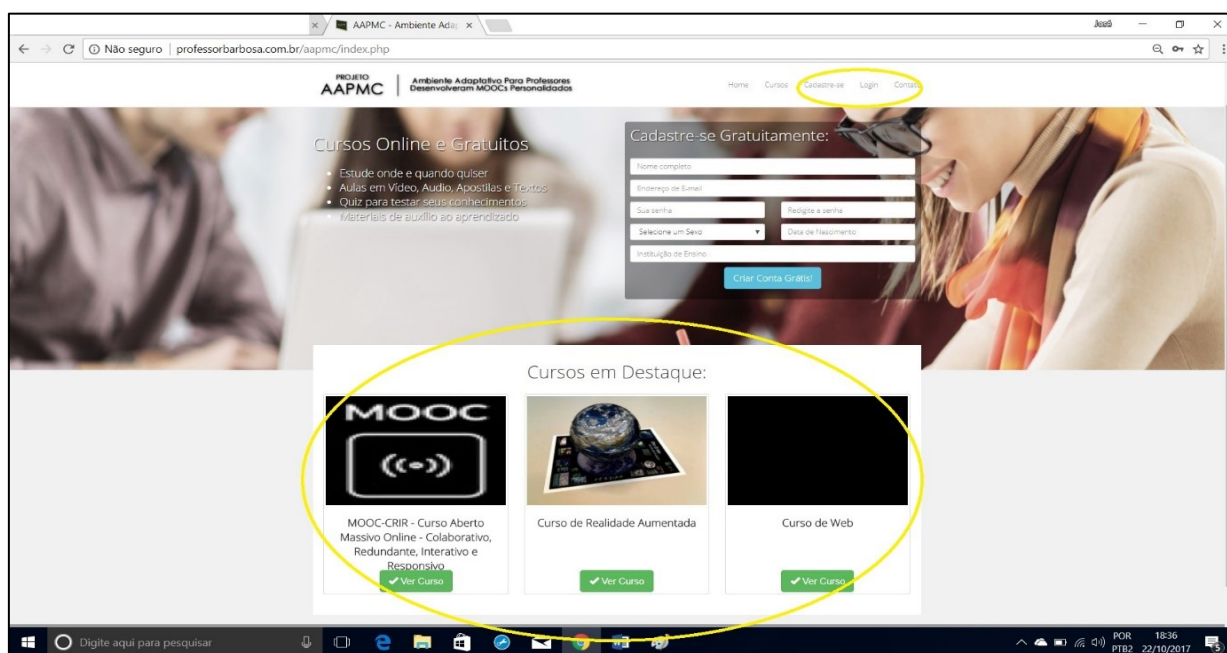 AAPMC - Ambiente Ada
José
Não seguro | professorbarbosa.com.br/aapmc/index.php
PROJETO
AAPMC
Ambiente Adaptativo Para Professores
Desenvolveram MOOCs Personalidados
Home Cursos Cadastre-se Login Contato
Cursos Online e Gratuitos
• Estude onde e quando quiser
• Aulas em Vídeo, Audio, Apostilas e Textos
• Quiz para testar seus conhecimentos
• Materiais de auxílio ao aprendizado
Cadastre-se Gratuitamente:
Nome completo
Endereço de E-mail
Sua senha Redigite a senha
Selecione um Sexo Data de Nascimento
Instituição de Ensino
Criar Conta Grátis!
Cursos em Destaque:
MOOC
MOOC-CRIR - Curso Aberto
Massivo Online - Colaborativo,
Redundante, Interativo e
Responsivo
Ver Curso
Curso de Realidade Aumentada
Ver Curso
Curso de Web
Ver Curso
Digite aqui para pesquisar
POR
PTB2
18:36
22/10/2017